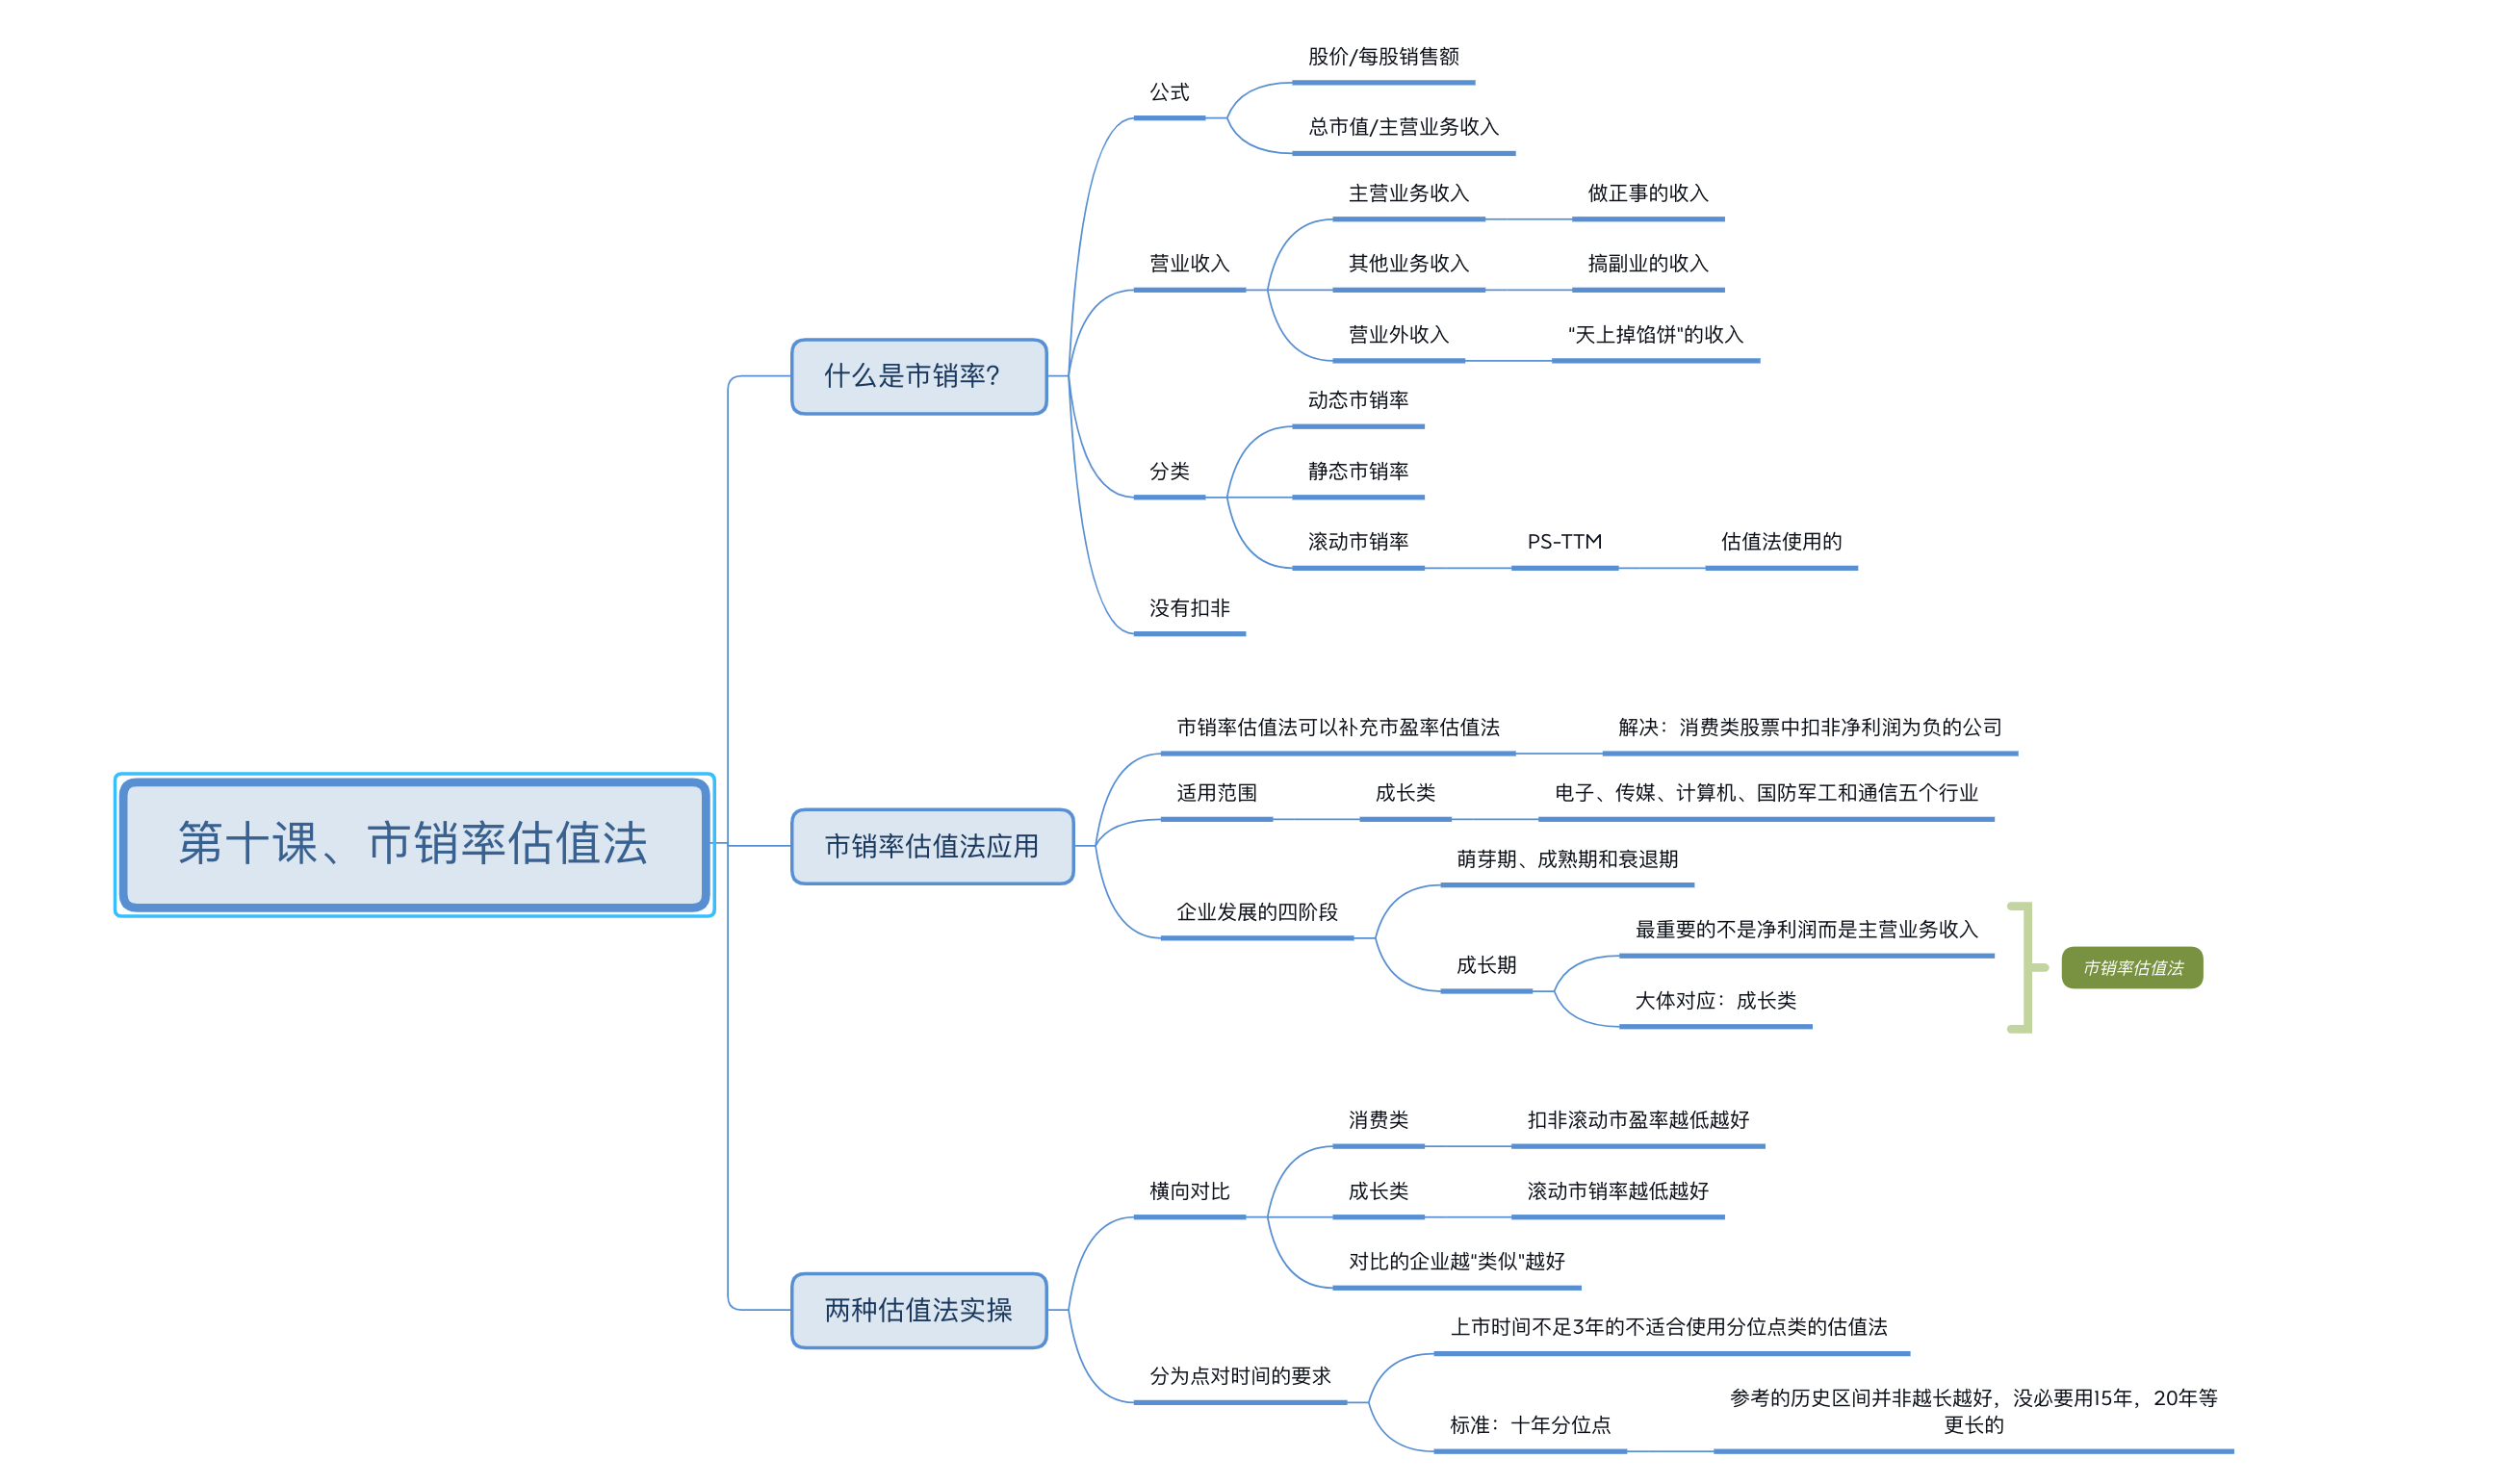 第十课、市销率估值法
什么是市销率?
公式
股价/每股销售额
总市值/主营业务收入
营业收入
主营业务收入
做正事的收入
其他业务收入
搞副业的收入
营业外收入
“天上掉馅饼"的收入
分类
动态市销率
静态市销率
滚动市销率
PS-TTM
估值法使用的
没有扣非
市销率估值法应用
市销率估值法可以补充市盈率估值法
解决：消费类股票中扣非净利润为负的公司
适用范围
成长类
电子、传媒、计算机、国防军工和通信五个行业
企业发展的四阶段
萌芽期、成熟期和衰退期
成长期
最重要的不是净利润而是主营业务收入
大体对应：成长类
市销率估值法
两种估值法实操
横向对比
消费类
扣非滚动市盈率越低越好
成长类
滚动市销率越低越好
对比的企业越“类似"越好
分为点对时间的要求
上市时间不足3年的不适合使用分位点类的估值法
标准：十年分位点
参考的历史区间并非越长越好，没必要用15年，20年等
更长的